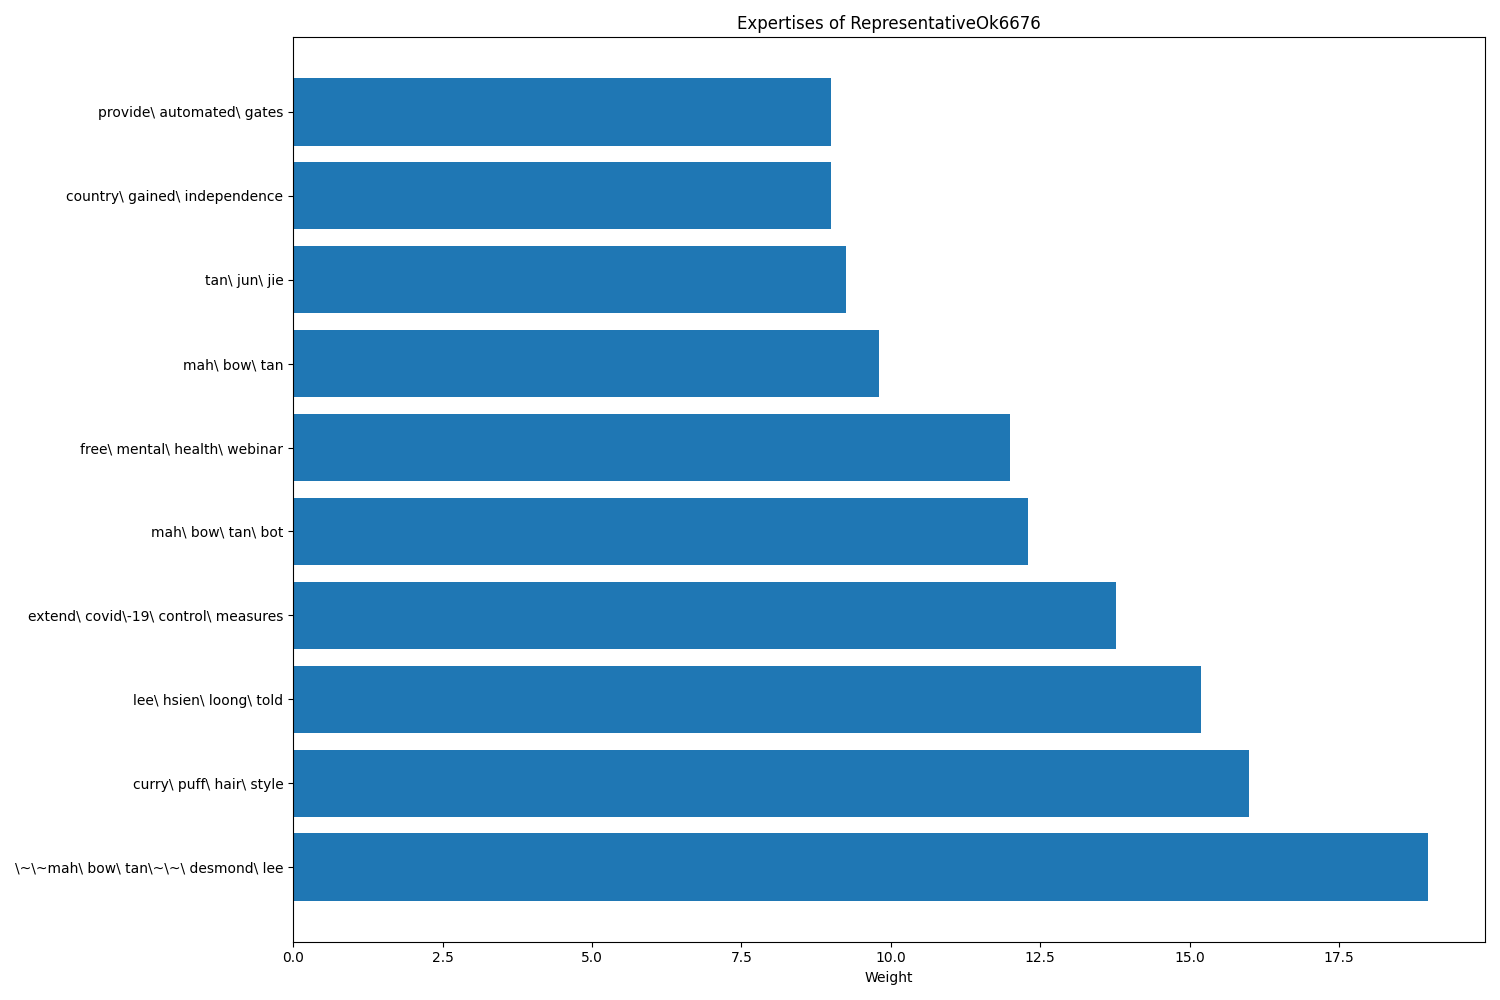 Expertises of RepresentativeOk6676
provide\ automated\ gates
country\ gained\ independence
tan\ jun\ jie
mah\ bow\ tan
free\ mental\ health\ webinar
mah\ bow\ tan\ bot
extend\ covid\-19\ control\ measures
lee\ hsien\ loong\ told
curry\ puff\ hair\ style
\~\~mah\ bow\ tan\~\~\ desmond\ lee
0.0 2.5 5.0 7.5 10.0 12.5 15.0 17.5
Weight